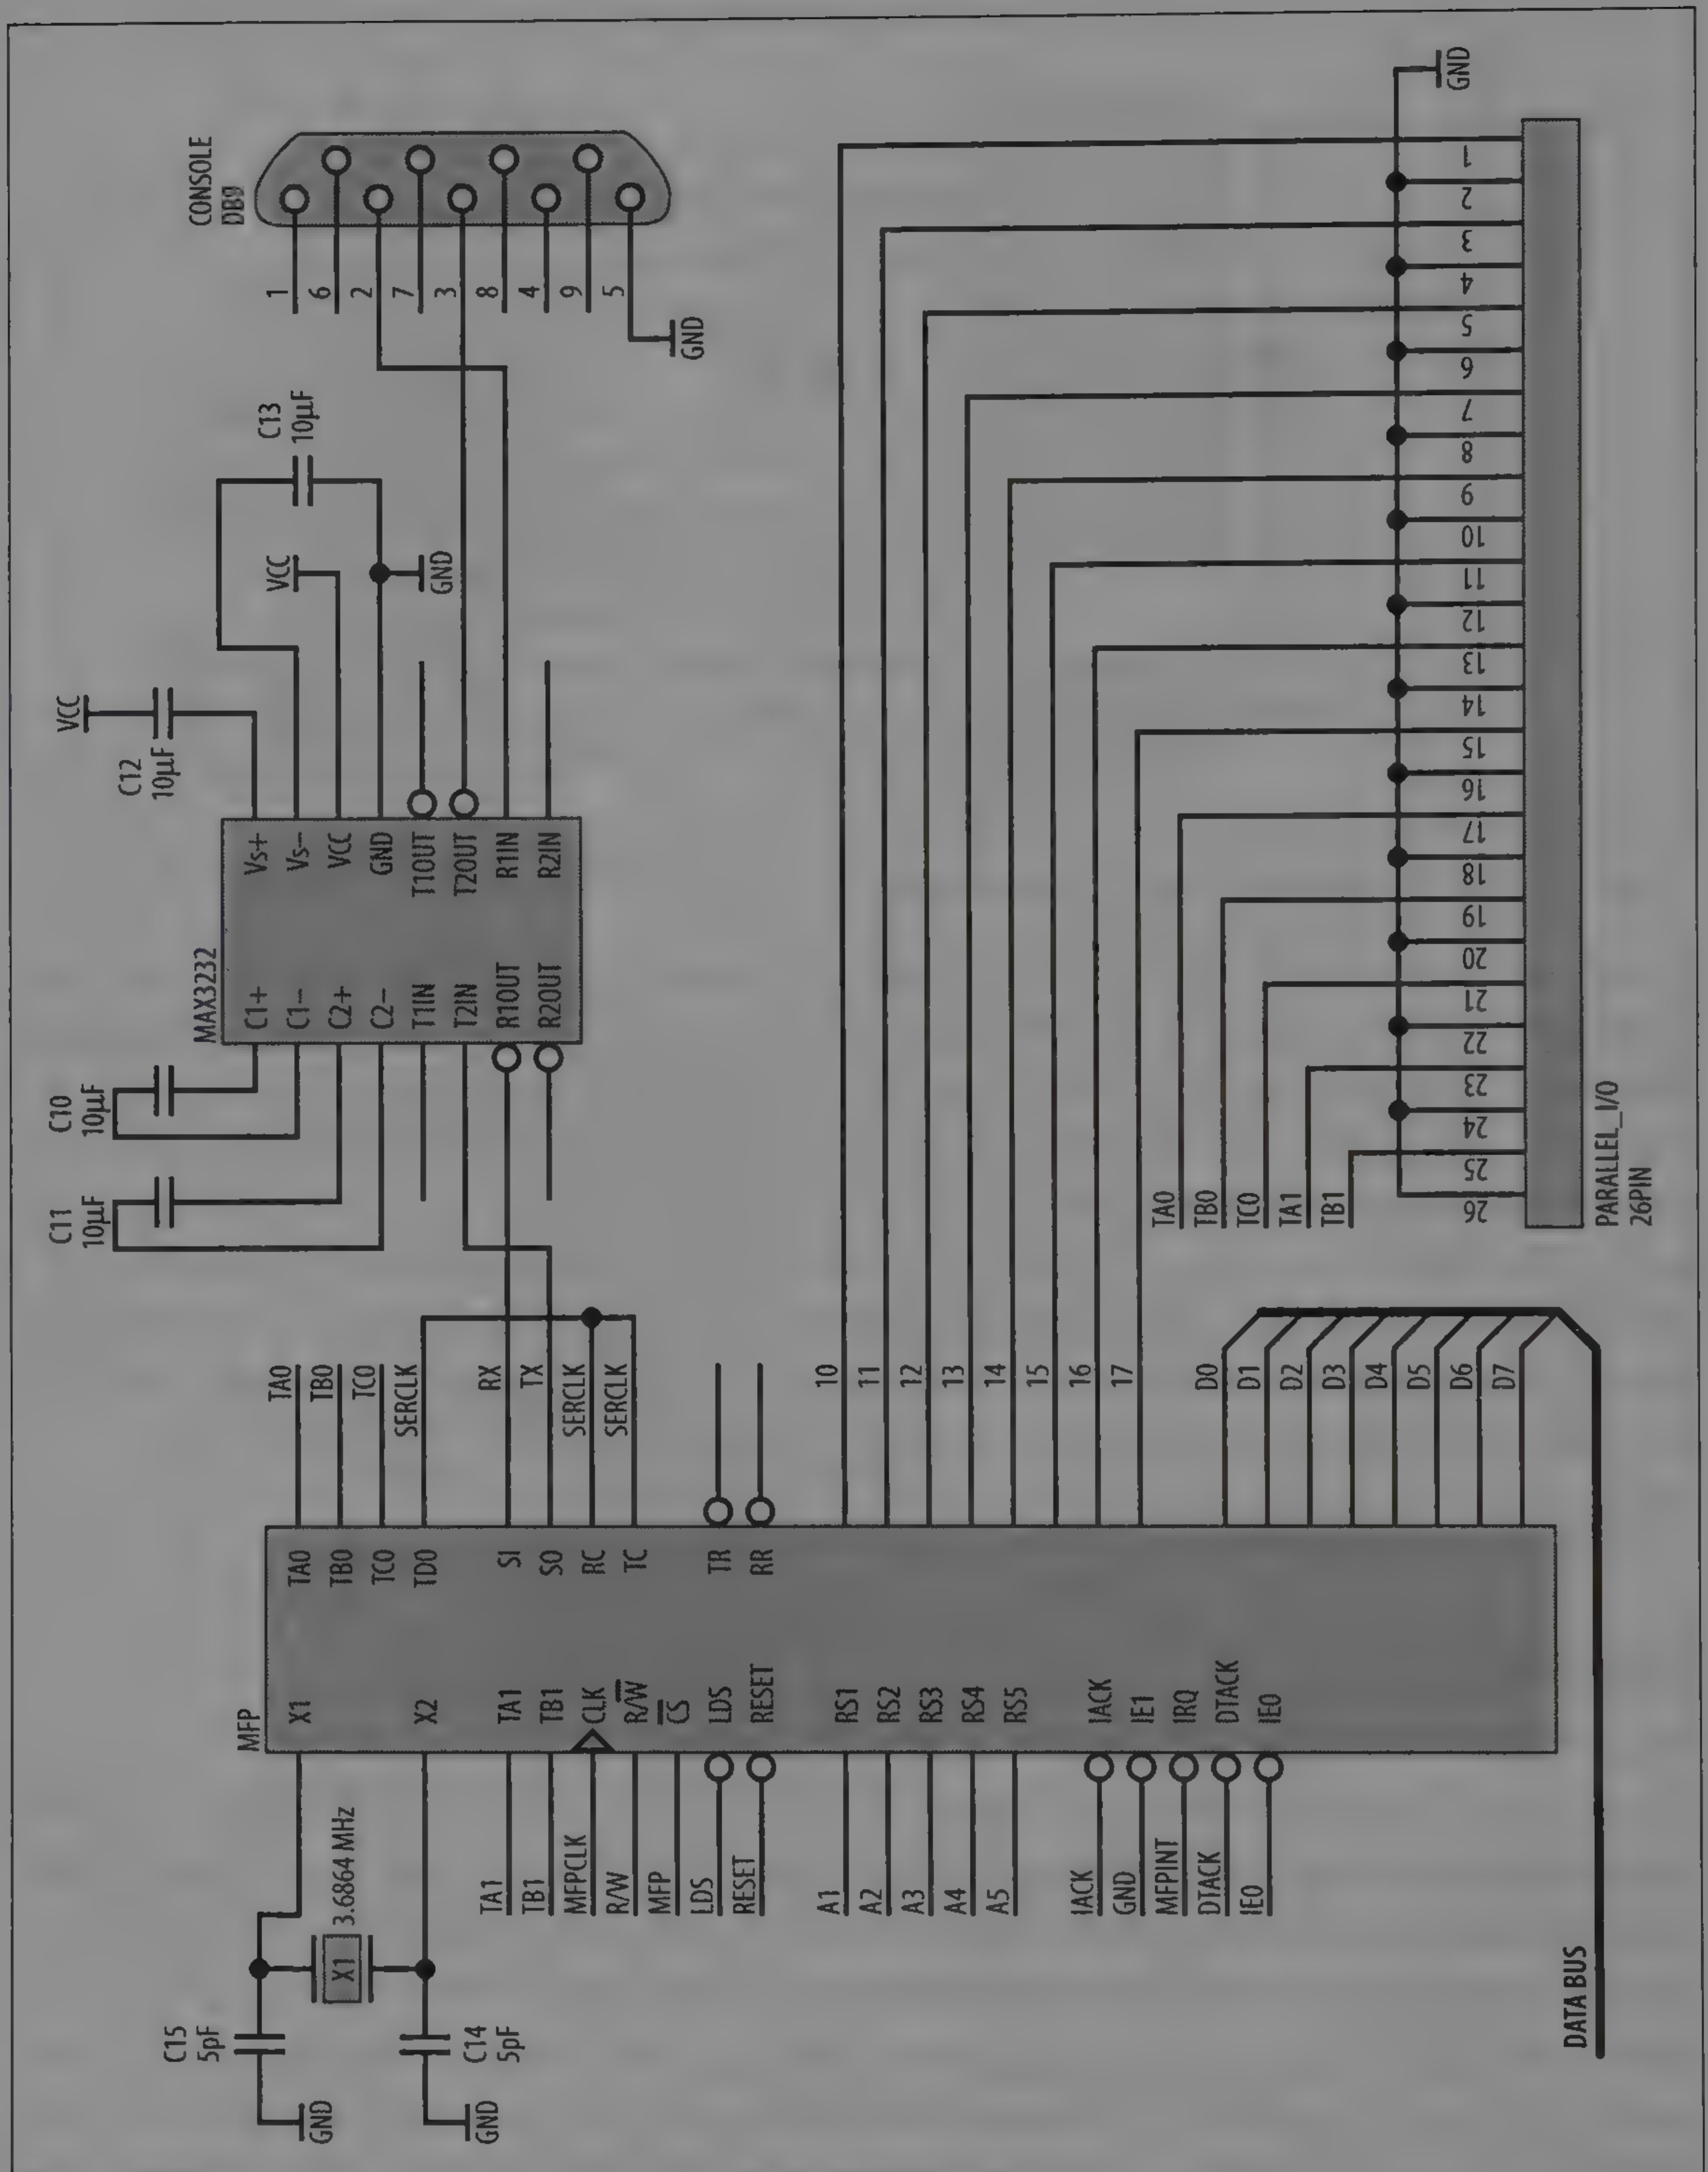 CONSOLE
DB9
1
6
2
7
3
8
4
9
5
GND
C13
10µF
VCC
GND
VCC
C12
10µF
MAX3232
C1+
C1−
C2+
C2−
T1IN
T2IN
R1OUT
R2OUT
Vs+
Vs−
VCC
GND
T1OUT
T2OUT
R1IN
R2IN
C10
10µF
C11
10µF
TA0
TB0
TC0
SERCLK
RX
TX
SERCLK
SERCLK
10
11
12
13
14
15
16
17
D0
D1
D2
D3
D4
D5
D6
D7
MFP
X1
X2
TA1
TB1
CLK
R/W
CS
LDS
RESET
RS1
RS2
RS3
RS4
RS5
IACK
IE1
IRQ
DTACK
IE0
TA0
TB0
TC0
TD0
SI
SO
RC
TC
TR
RR
TA1
TB1
MFPCLK
R/W
MFP
LDS
RESET
A1
A2
A3
A4
A5
IACK
GND
MFPINT
DTACK
IE0
X1
3.6864 MHz
C15
5pF
C14
5pF
GND
GND
DATA BUS
GND
1
2
3
4
5
6
7
8
9
10
11
12
13
14
15
16
17
18
19
20
21
22
23
24
25
26
TA0
TB0
TC0
TA1
TB1
PARALLEL_I/O
26PIN